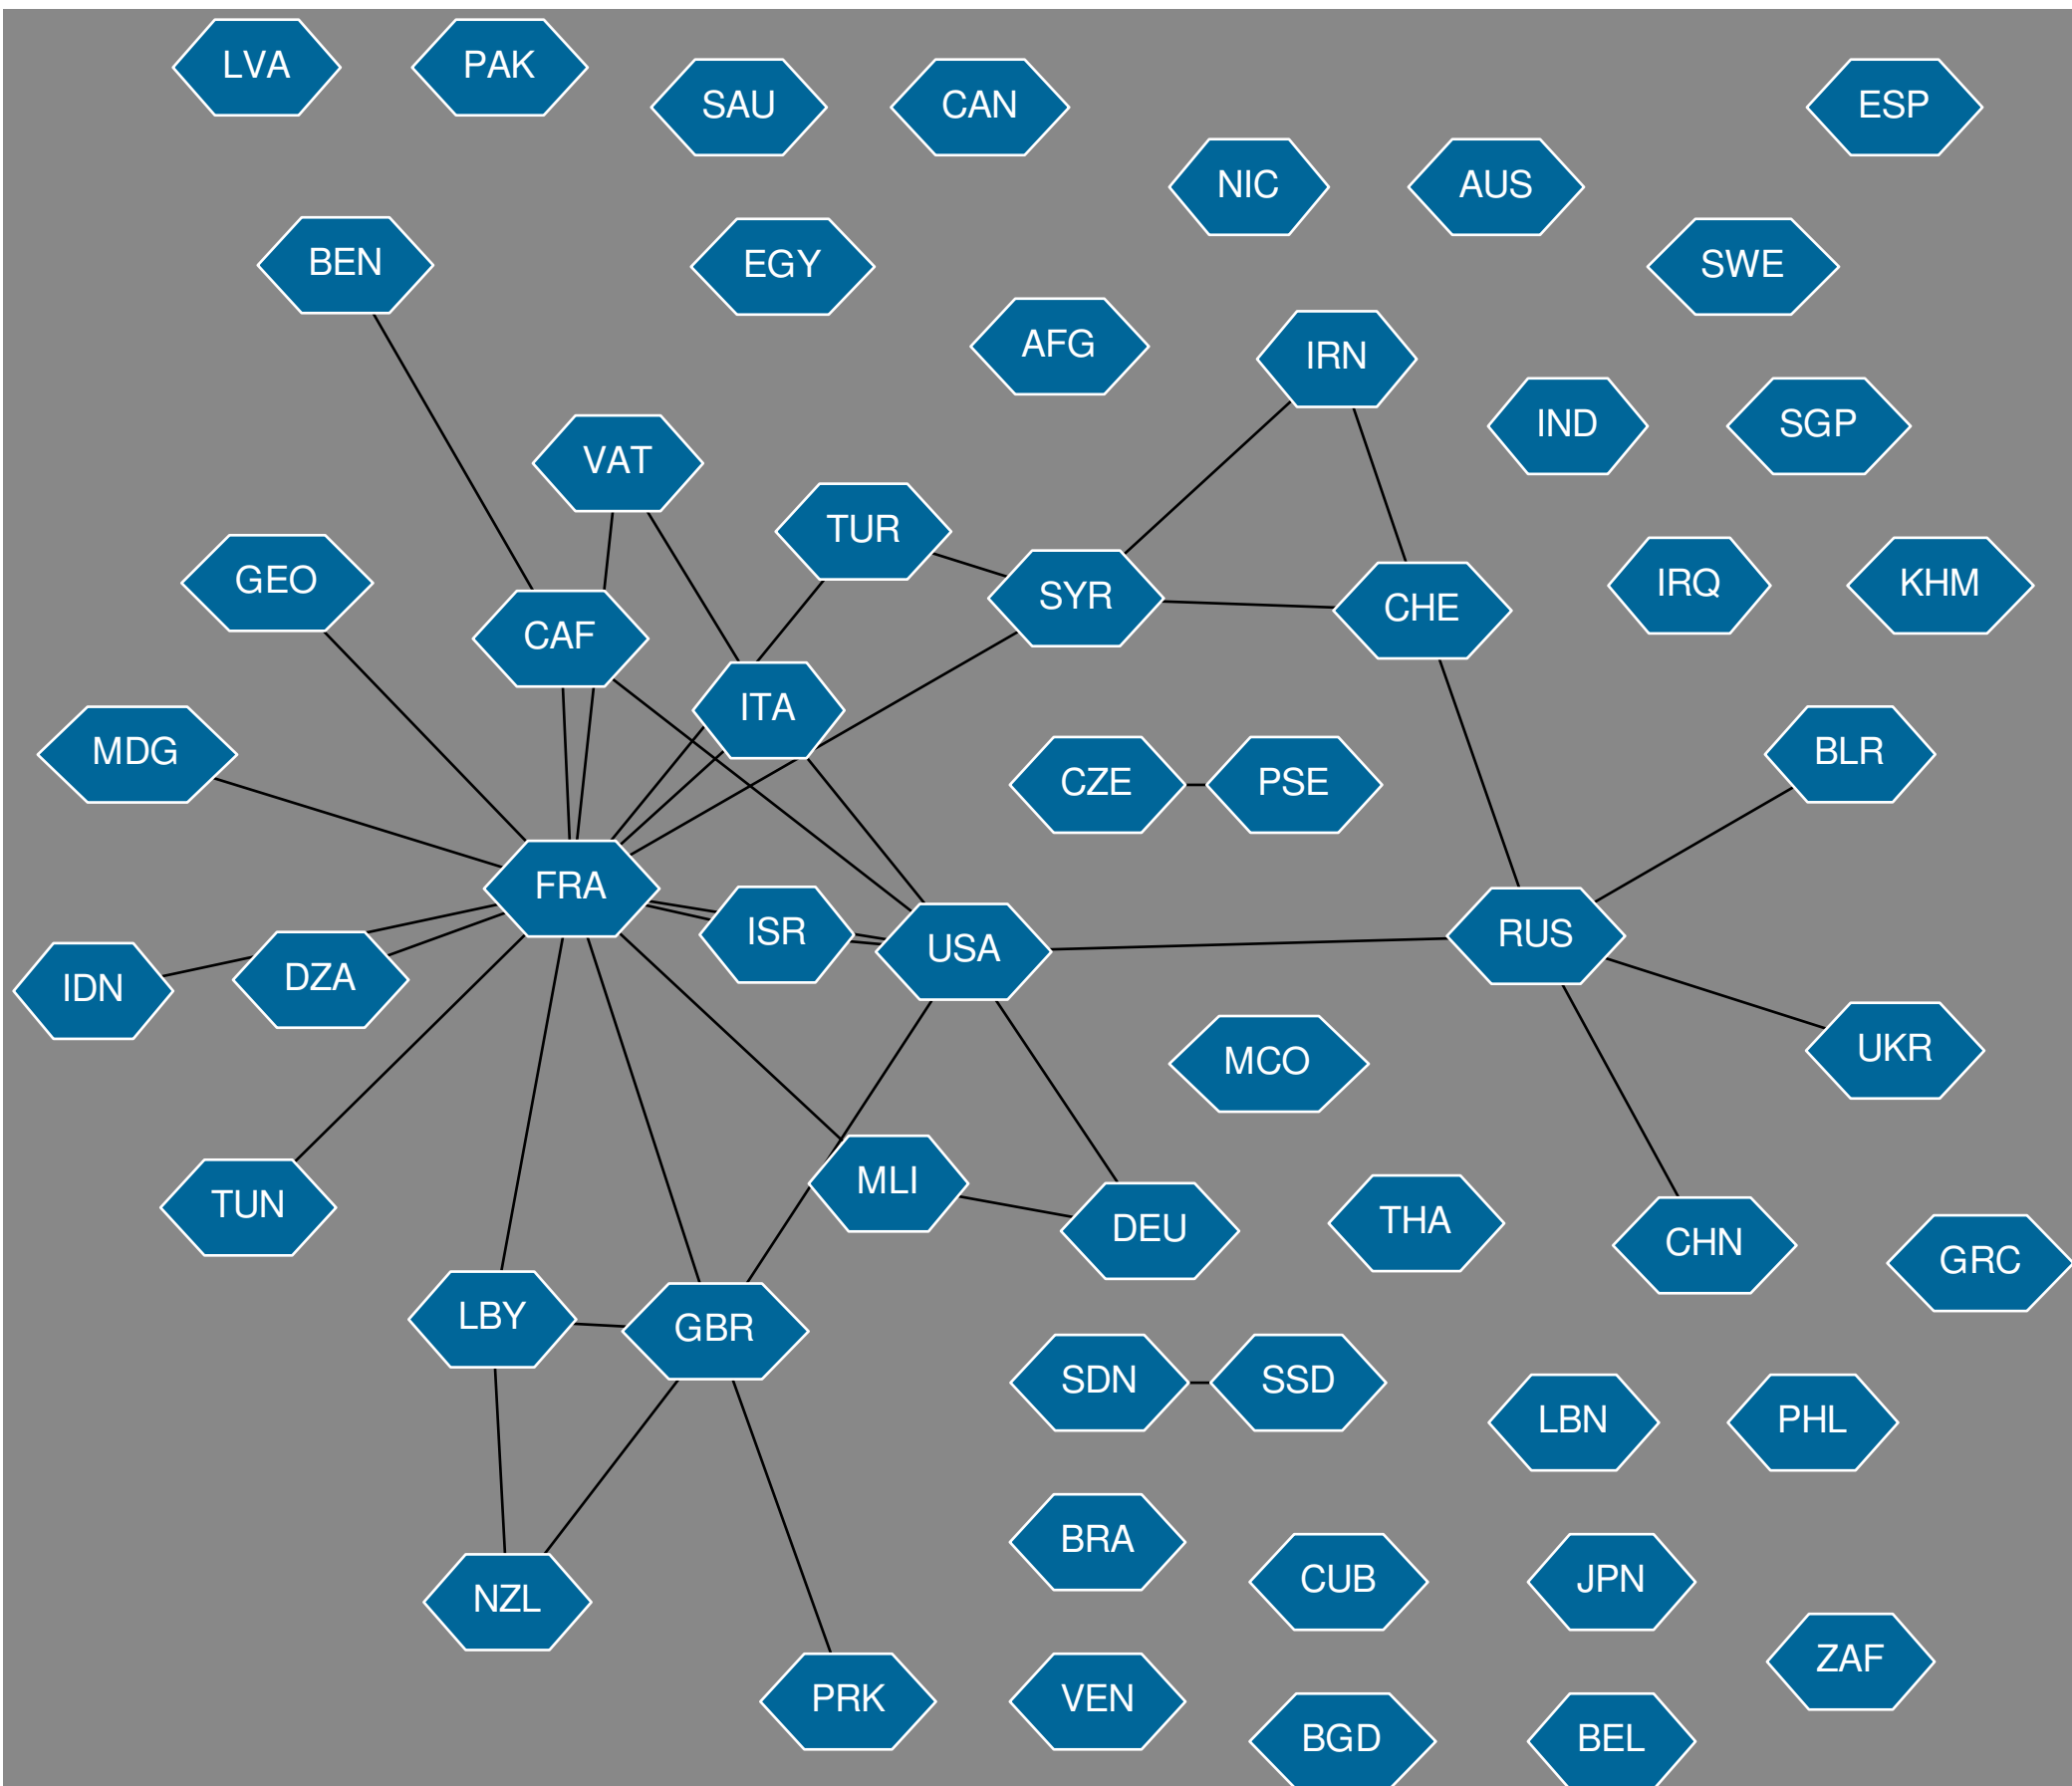 LVA
PAK
SAU
CAN
ESP
NIC
AUS
BEN
EGY
SWE
AFG
IRN
IND
SGP
VAT
TUR
GEO
SYR
CHE
IRQ
KHM
CAF
ITA
MDG
CZE
PSE
BLR
FRA
ISR
USA
RUS
IDN
DZA
MCO
UKR
TUN
MLI
DEU
THA
CHN
GRC
LBY
GBR
SDN
SSD
LBN
PHL
BRA
CUB
JPN
NZL
ZAF
PRK
VEN
BGD
BEL